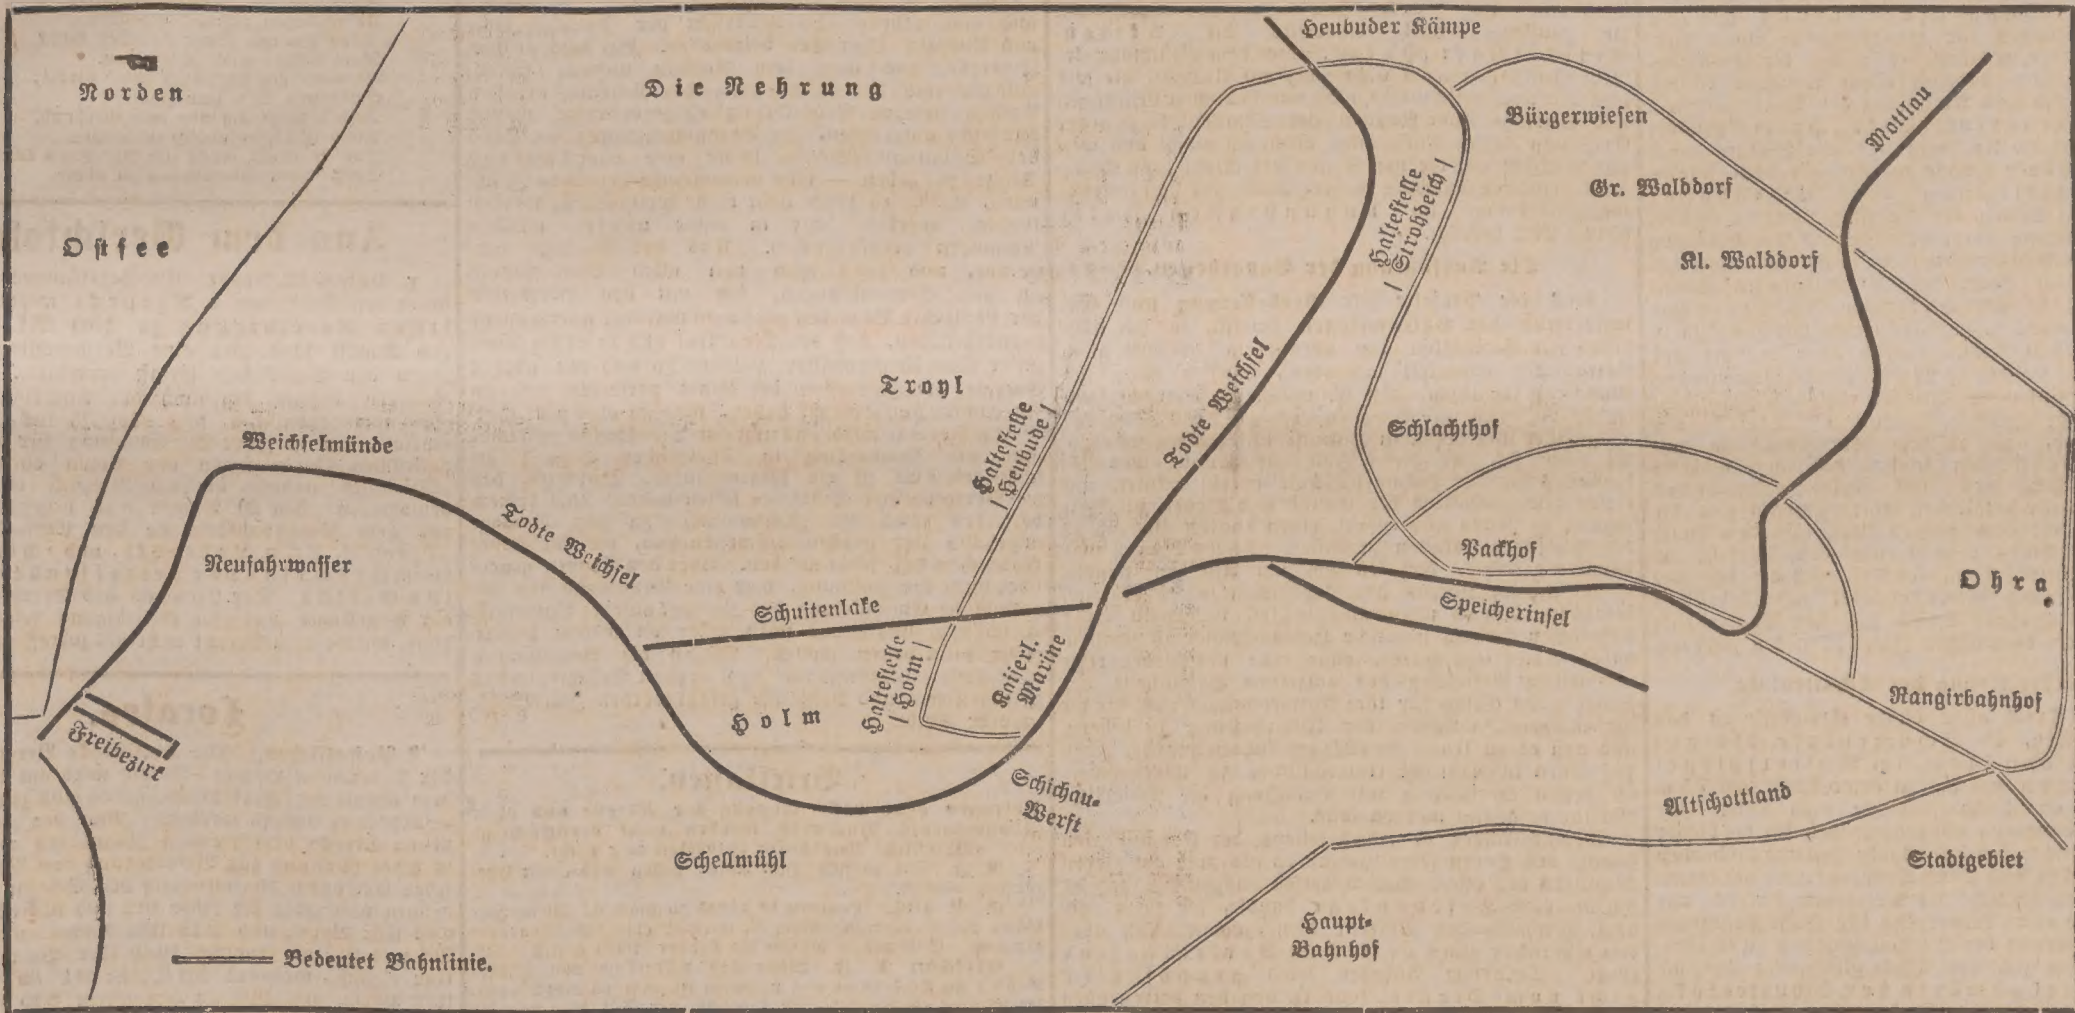 Heubuder Kämpe
Norden
Die Nehrung
Bürgerwiesen
Mottlau
Gr. Walddorf
Haltestelle
| Strohdeich |
Ostsee
Kl. Walddorf
Troyl
Todte Weichsel
Haltestelle
| Heubude |
Weichselmünde
Schlachthof
Todte Weichsel
Neufahrwasser
Packhof
Ohra
Schuitenlake
Speicherinsel
Haltestelle
| Holm |
Kaiserl.
Marine
Rangirbahnhof
Holm
Freibezirk
Schichau-
Werft
Altschottland
Schellmühl
Stadtgebiet
Haupt-
Bahnhof
Bedeutet Bahnlinie.